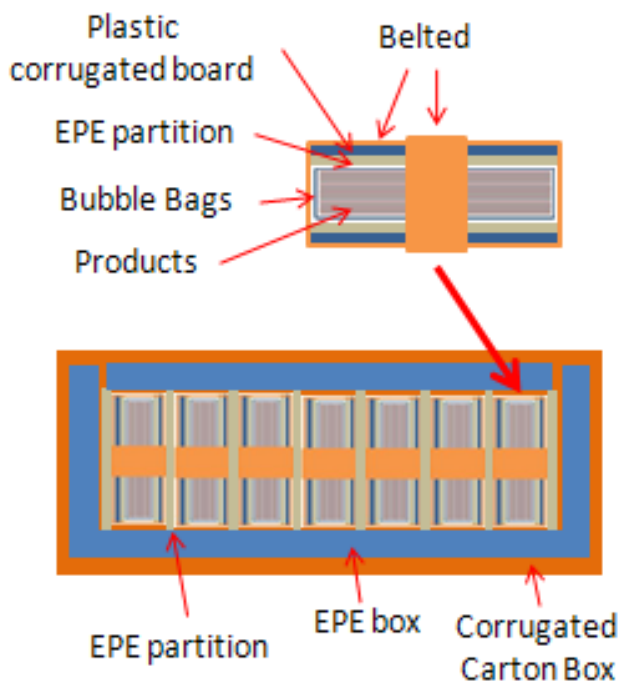 Plastic
corrugated board
Belted
EPE partition
Bubble Bags
Products
EPE partition
EPE box
Corrugated
Carton Box